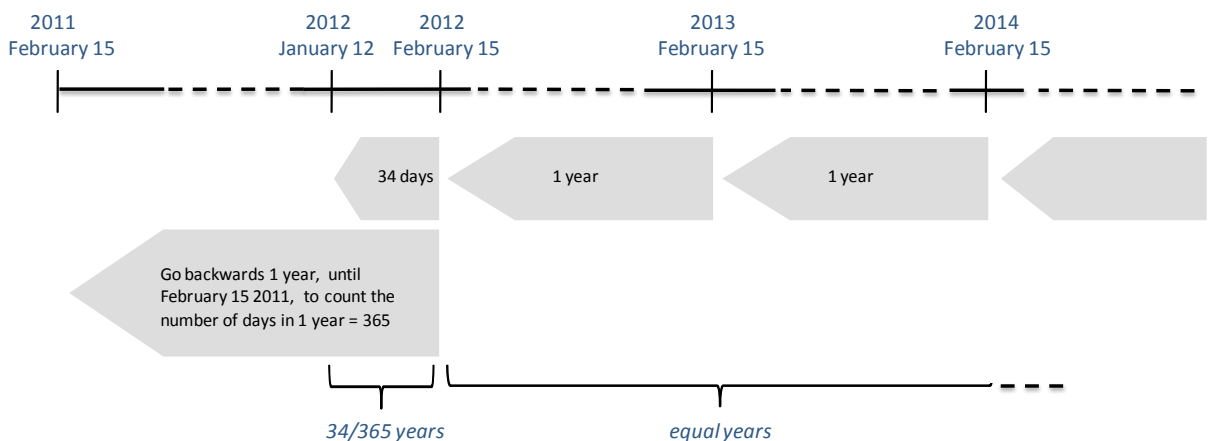 2011
February 15
2012
January 12
2012
February 15
2013
February 15
2014
February 15
34 days
1 year
1 year
Go backwards 1 year, until
February 15 2011, to count the
number of days in 1 year = 365
34/365 years
equal years